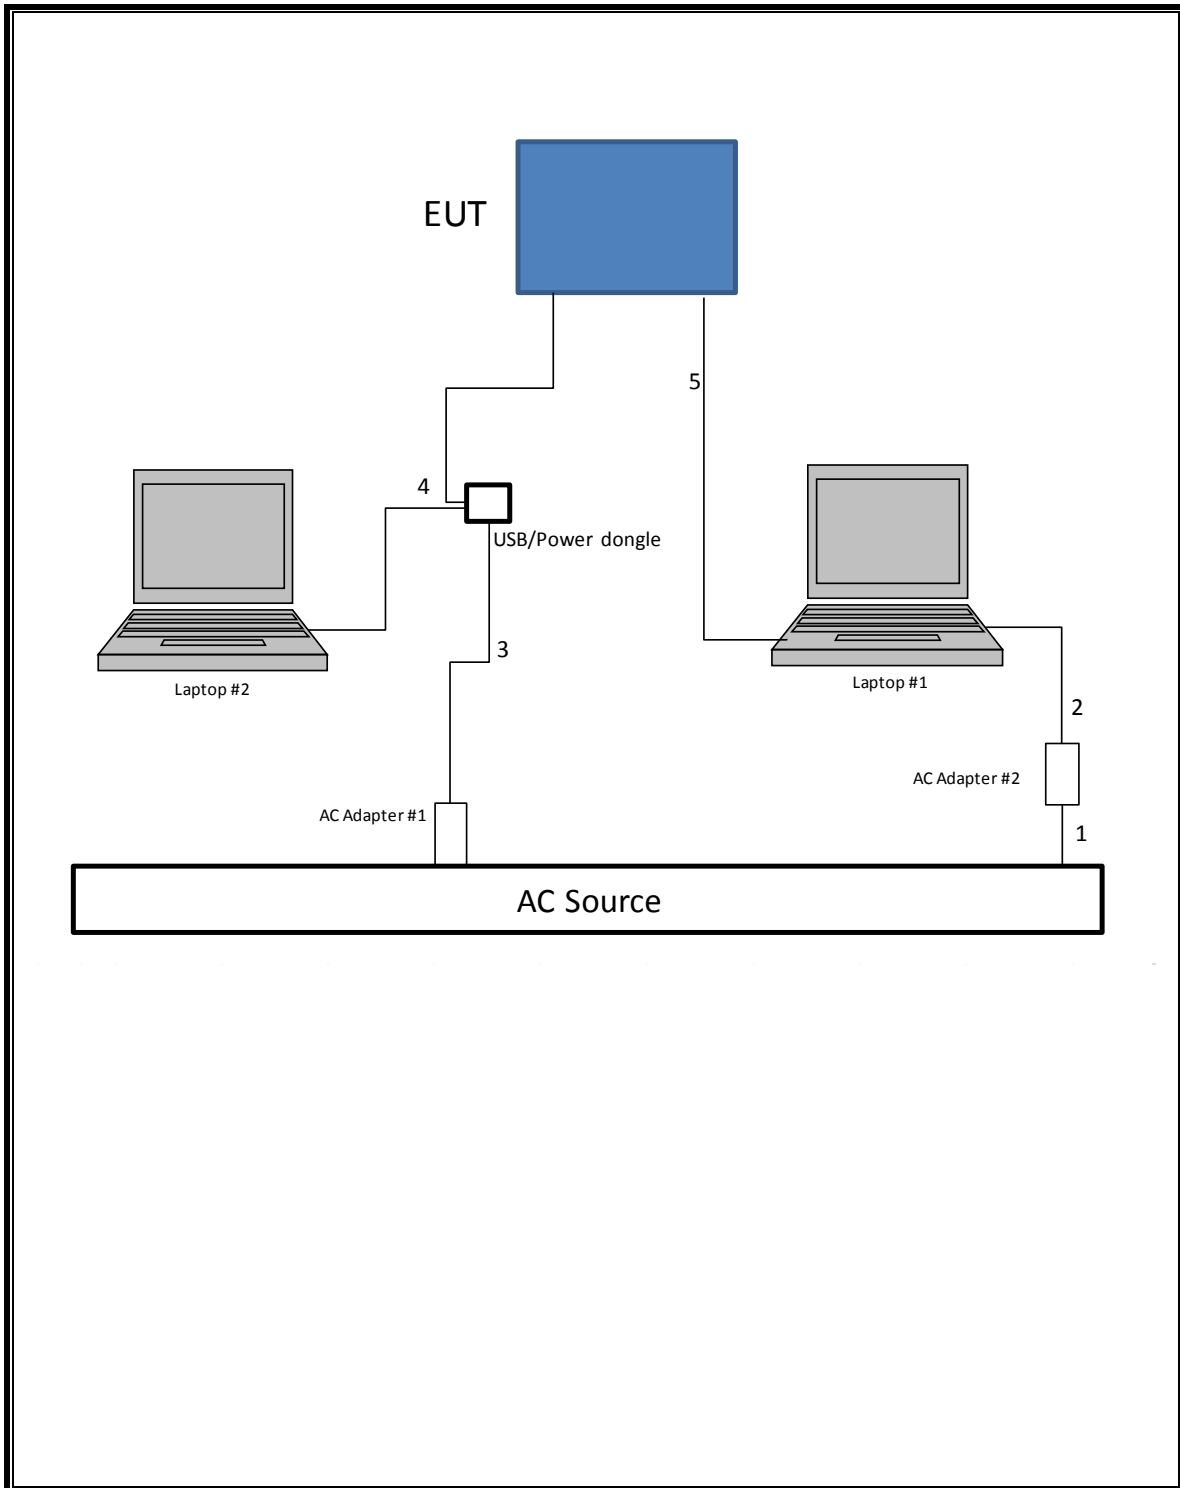 EUT
5
4
USB/Power dongle
3
Laptop #2
Laptop #1
2
AC Adapter #2
AC Adapter #1
1
AC Source